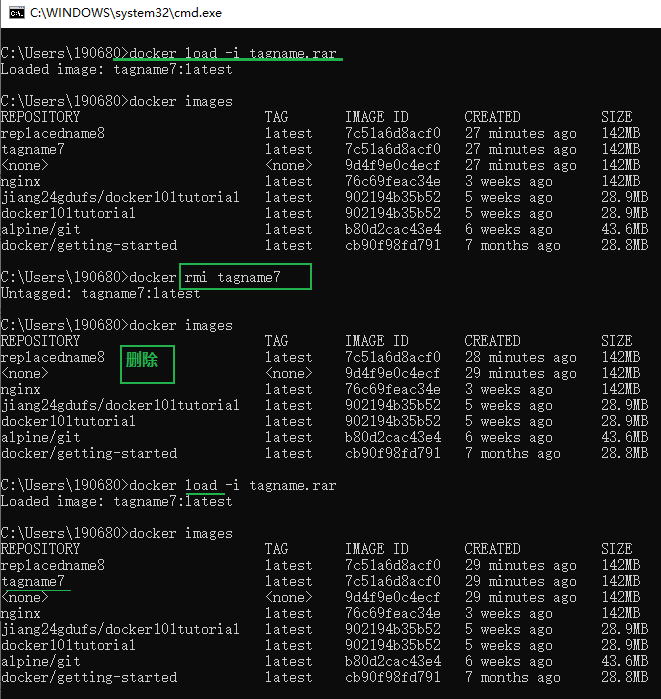 C:\WINDOWS\system32\cmd.exe
C:\Users\190680>docker load -i tagname.rar
Loaded image: tagname7:latest
C:\Users\190680>docker images
REPOSITORY TAG IMAGE ID CREATED SIZE
replacedname8 latest 7c51a6d8acf0 27 minutes ago 142MB
tagname7 latest 7c51a6d8acf0 27 minutes ago 142MB
<none> <none> 9d4f9e0c4ecf 27 minutes ago 142MB
nginx latest 76c69feac34e 3 weeks ago 142MB
jiang24gdufs/docker101tutorial latest 902194b35b52 5 weeks ago 28.9MB
docker101tutorial latest 902194b35b52 5 weeks ago 28.9MB
alpine/git latest b80d2cac43e4 6 weeks ago 43.6MB
docker/getting-started latest cb90f98fd791 7 months ago 28.8MB
C:\Users\190680>docker rmi tagname7
Untagged: tagname7:latest
C:\Users\190680>docker images
REPOSITORY TAG IMAGE ID CREATED SIZE
replacedname8 删除 latest 7c51a6d8acf0 28 minutes ago 142MB
<none> <none> 9d4f9e0c4ecf 29 minutes ago 142MB
nginx latest 76c69feac34e 3 weeks ago 142MB
jiang24gdufs/docker101tutorial latest 902194b35b52 5 weeks ago 28.9MB
docker101tutorial latest 902194b35b52 5 weeks ago 28.9MB
alpine/git latest b80d2cac43e4 6 weeks ago 43.6MB
docker/getting-started latest cb90f98fd791 7 months ago 28.8MB
C:\Users\190680>docker load -i tagname.rar
Loaded image: tagname7:latest
C:\Users\190680>docker images
REPOSITORY TAG IMAGE ID CREATED SIZE
replacedname8 latest 7c51a6d8acf0 29 minutes ago 142MB
tagname7 latest 7c51a6d8acf0 29 minutes ago 142MB
<none> <none> 9d4f9e0c4ecf 29 minutes ago 142MB
nginx latest 76c69feac34e 3 weeks ago 142MB
jiang24gdufs/docker101tutorial latest 902194b35b52 5 weeks ago 28.9MB
docker101tutorial latest 902194b35b52 5 weeks ago 28.9MB
alpine/git latest b80d2cac43e4 6 weeks ago 43.6MB
docker/getting-started latest cb90f98fd791 7 months ago 28.8MB